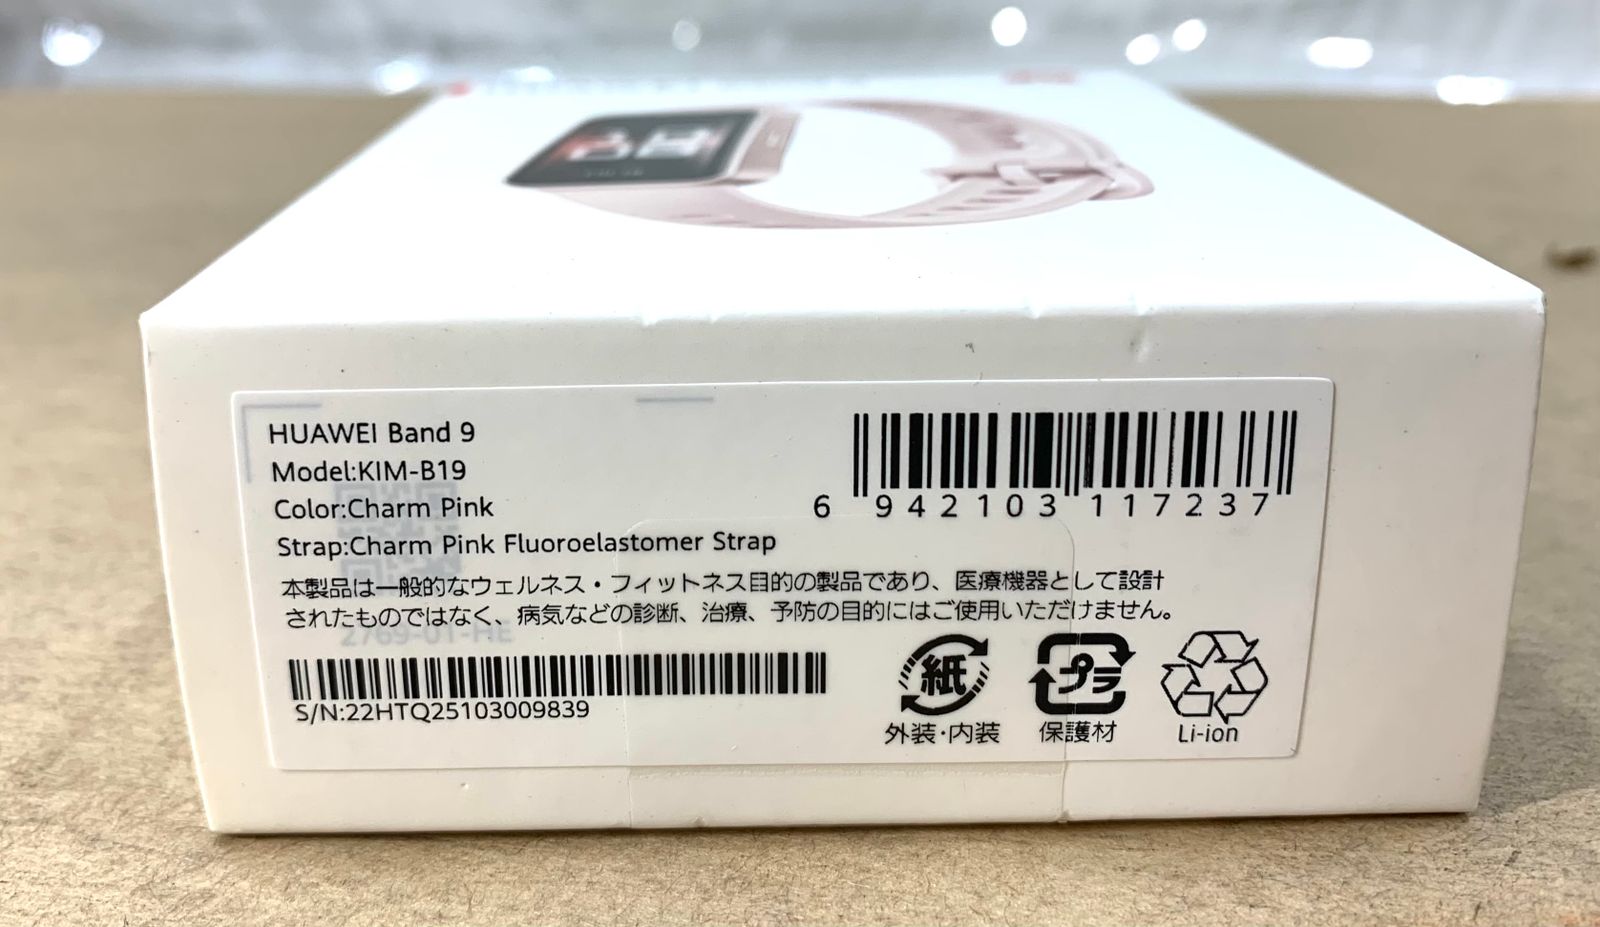 HUAWEI Band 9
Model:KIM-B19
Color:Charm Pink
Strap:Charm Pink Fluoroelastomer Strap
6 942103 117237
本製品は一般的なウェルネス・フィットネス目的の製品であり、医療機器として設計
されたものではなく、病気などの診断、治療、予防の目的にはご使用いただけません。
2769-01-HE
S/N:22HTQ25103009839
紙
外装・内装
プラ
保護材
Li-ion